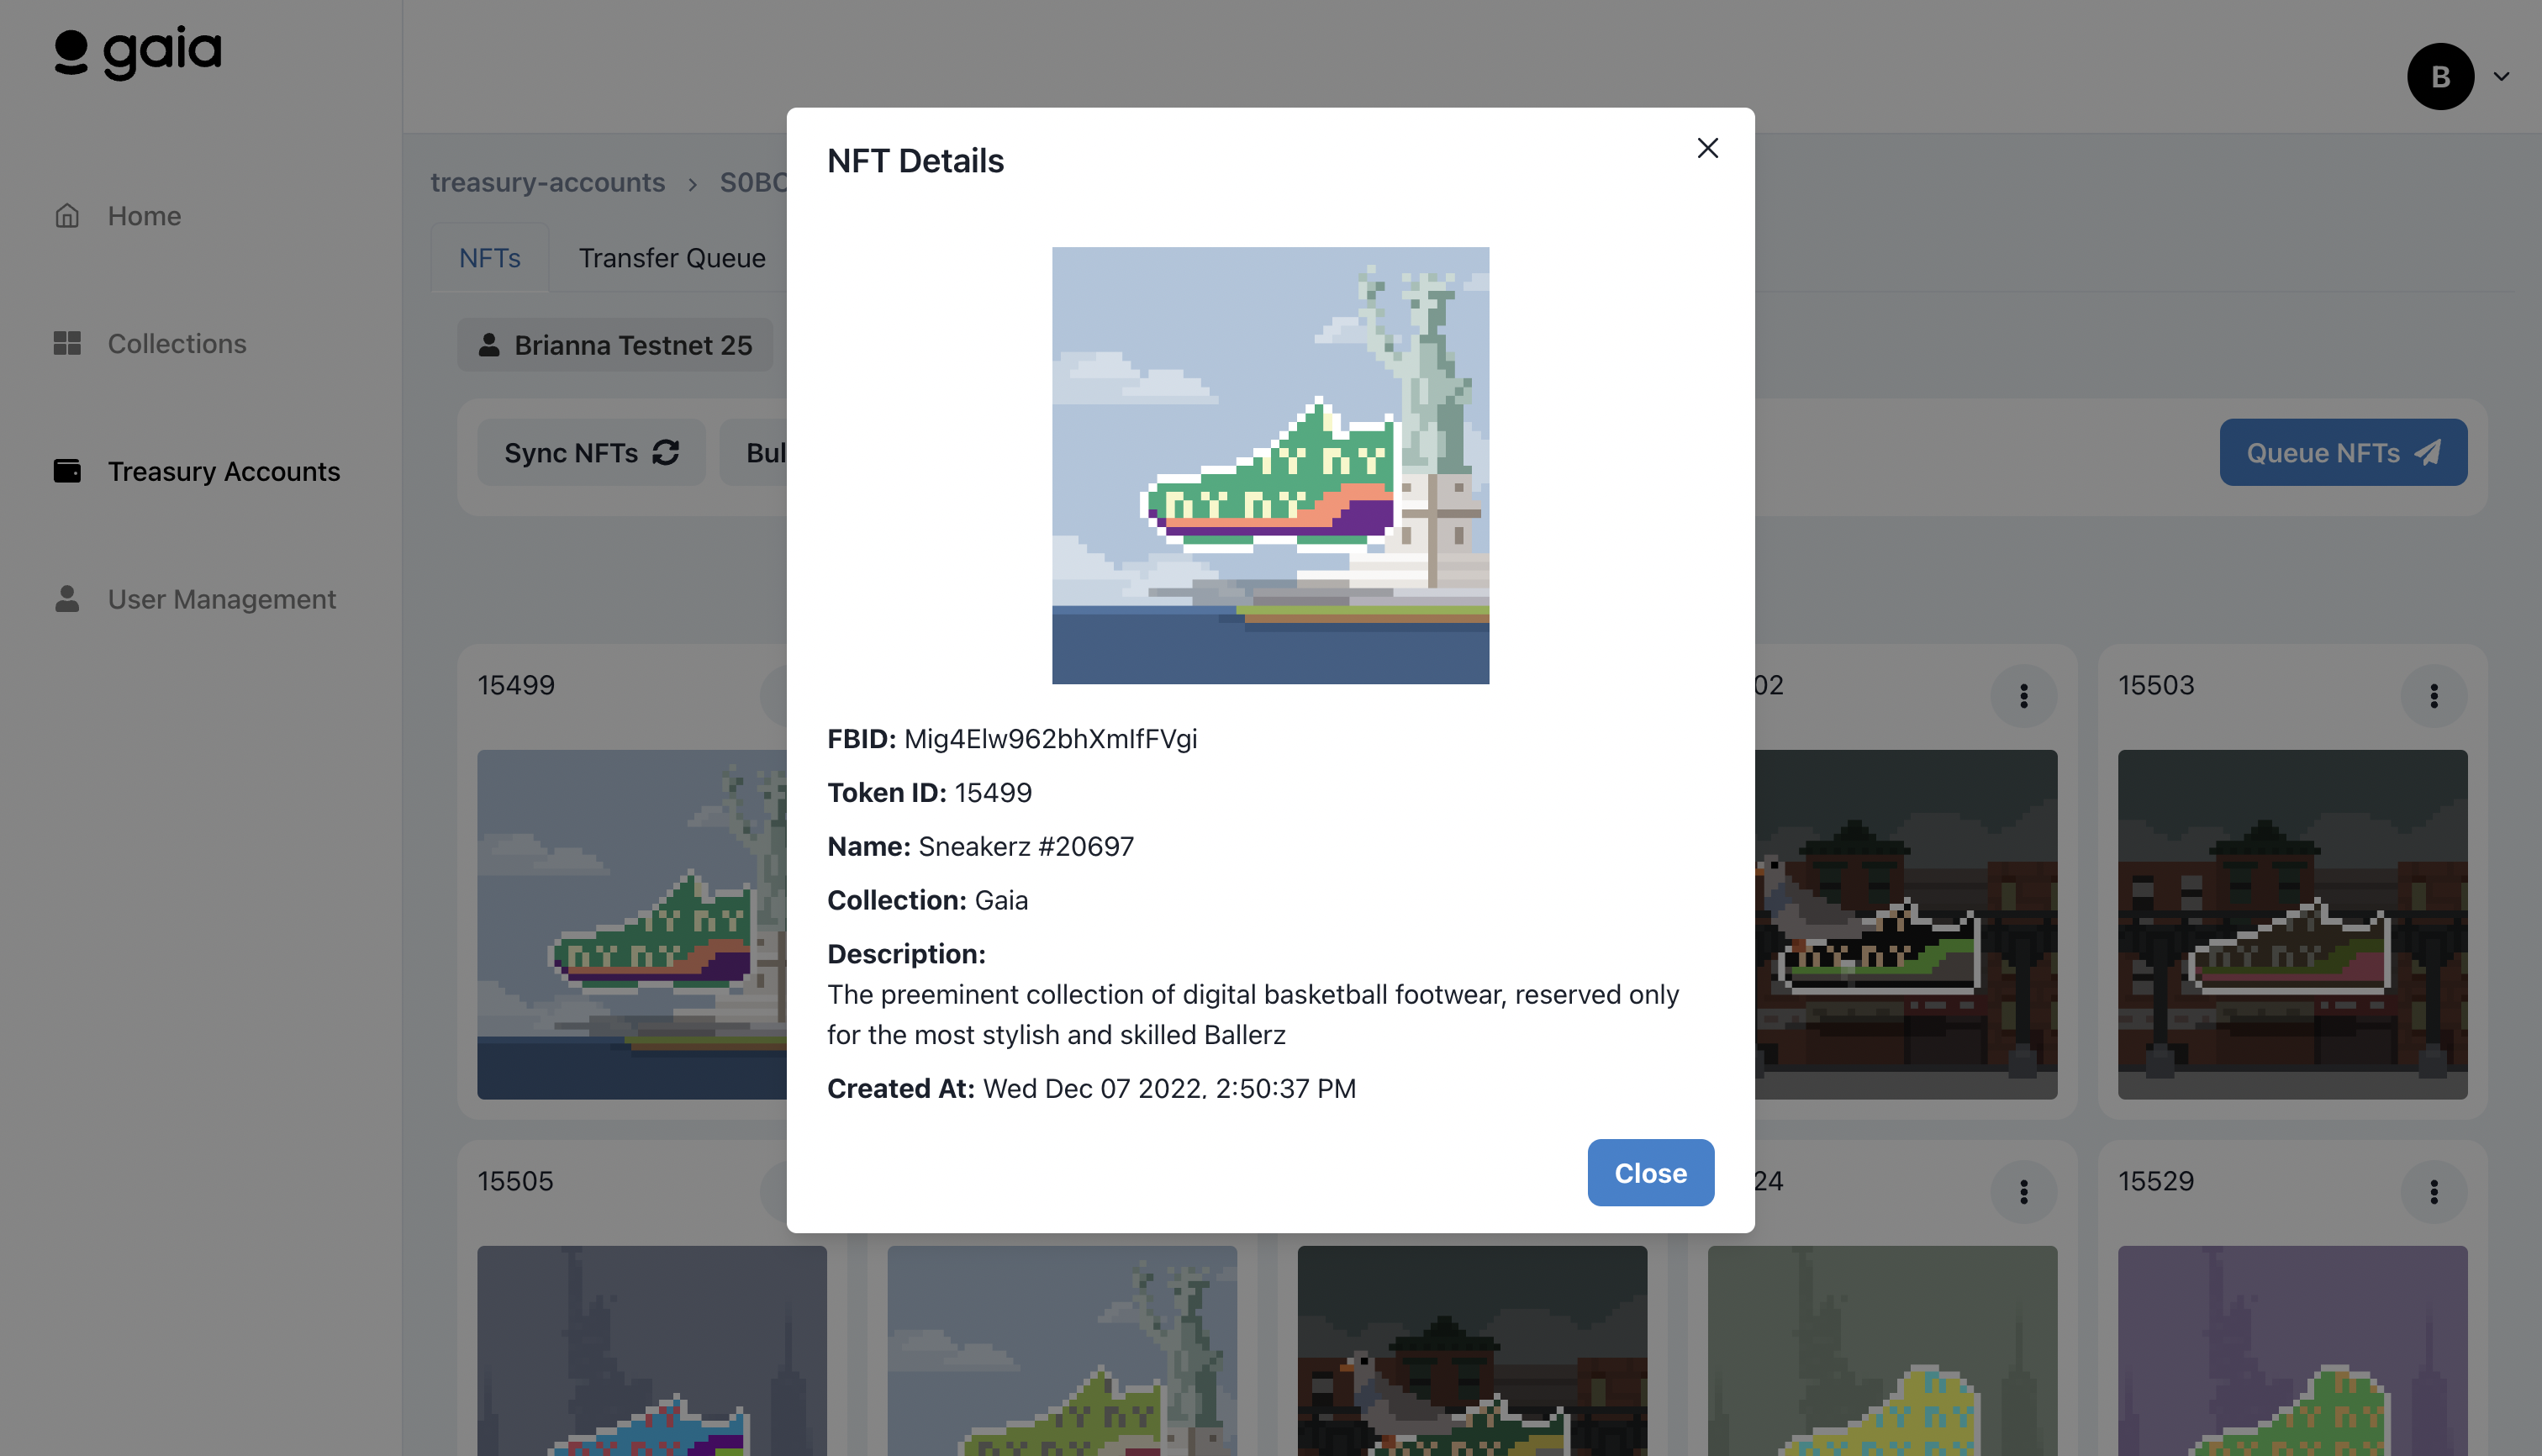 gaia
B
Home
Collections
Treasury Accounts
User Management
treasury-accounts > S0BC
NFTs
Transfer Queue
Brianna Testnet 25
Sync NFTs
Bul
Queue NFTs
15499
02
15503
15505
24
15529
NFT Details
FBID: Mig4Elw962bhXmIfFVgi
Token ID: 15499
Name: Sneakerz #20697
Collection: Gaia
Description:
The preeminent collection of digital basketball footwear, reserved only
for the most stylish and skilled Ballerz
Created At: Wed Dec 07 2022, 2:50:37 PM
Close